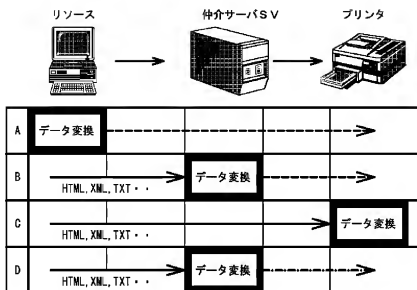 リソース 仲介サーバSV プリンタ
A データ変換
B HTML,XML,TXT・・ データ変換
C HTML,XML,TXT・・ データ変換
D HTML,XML,TXT・・ データ変換